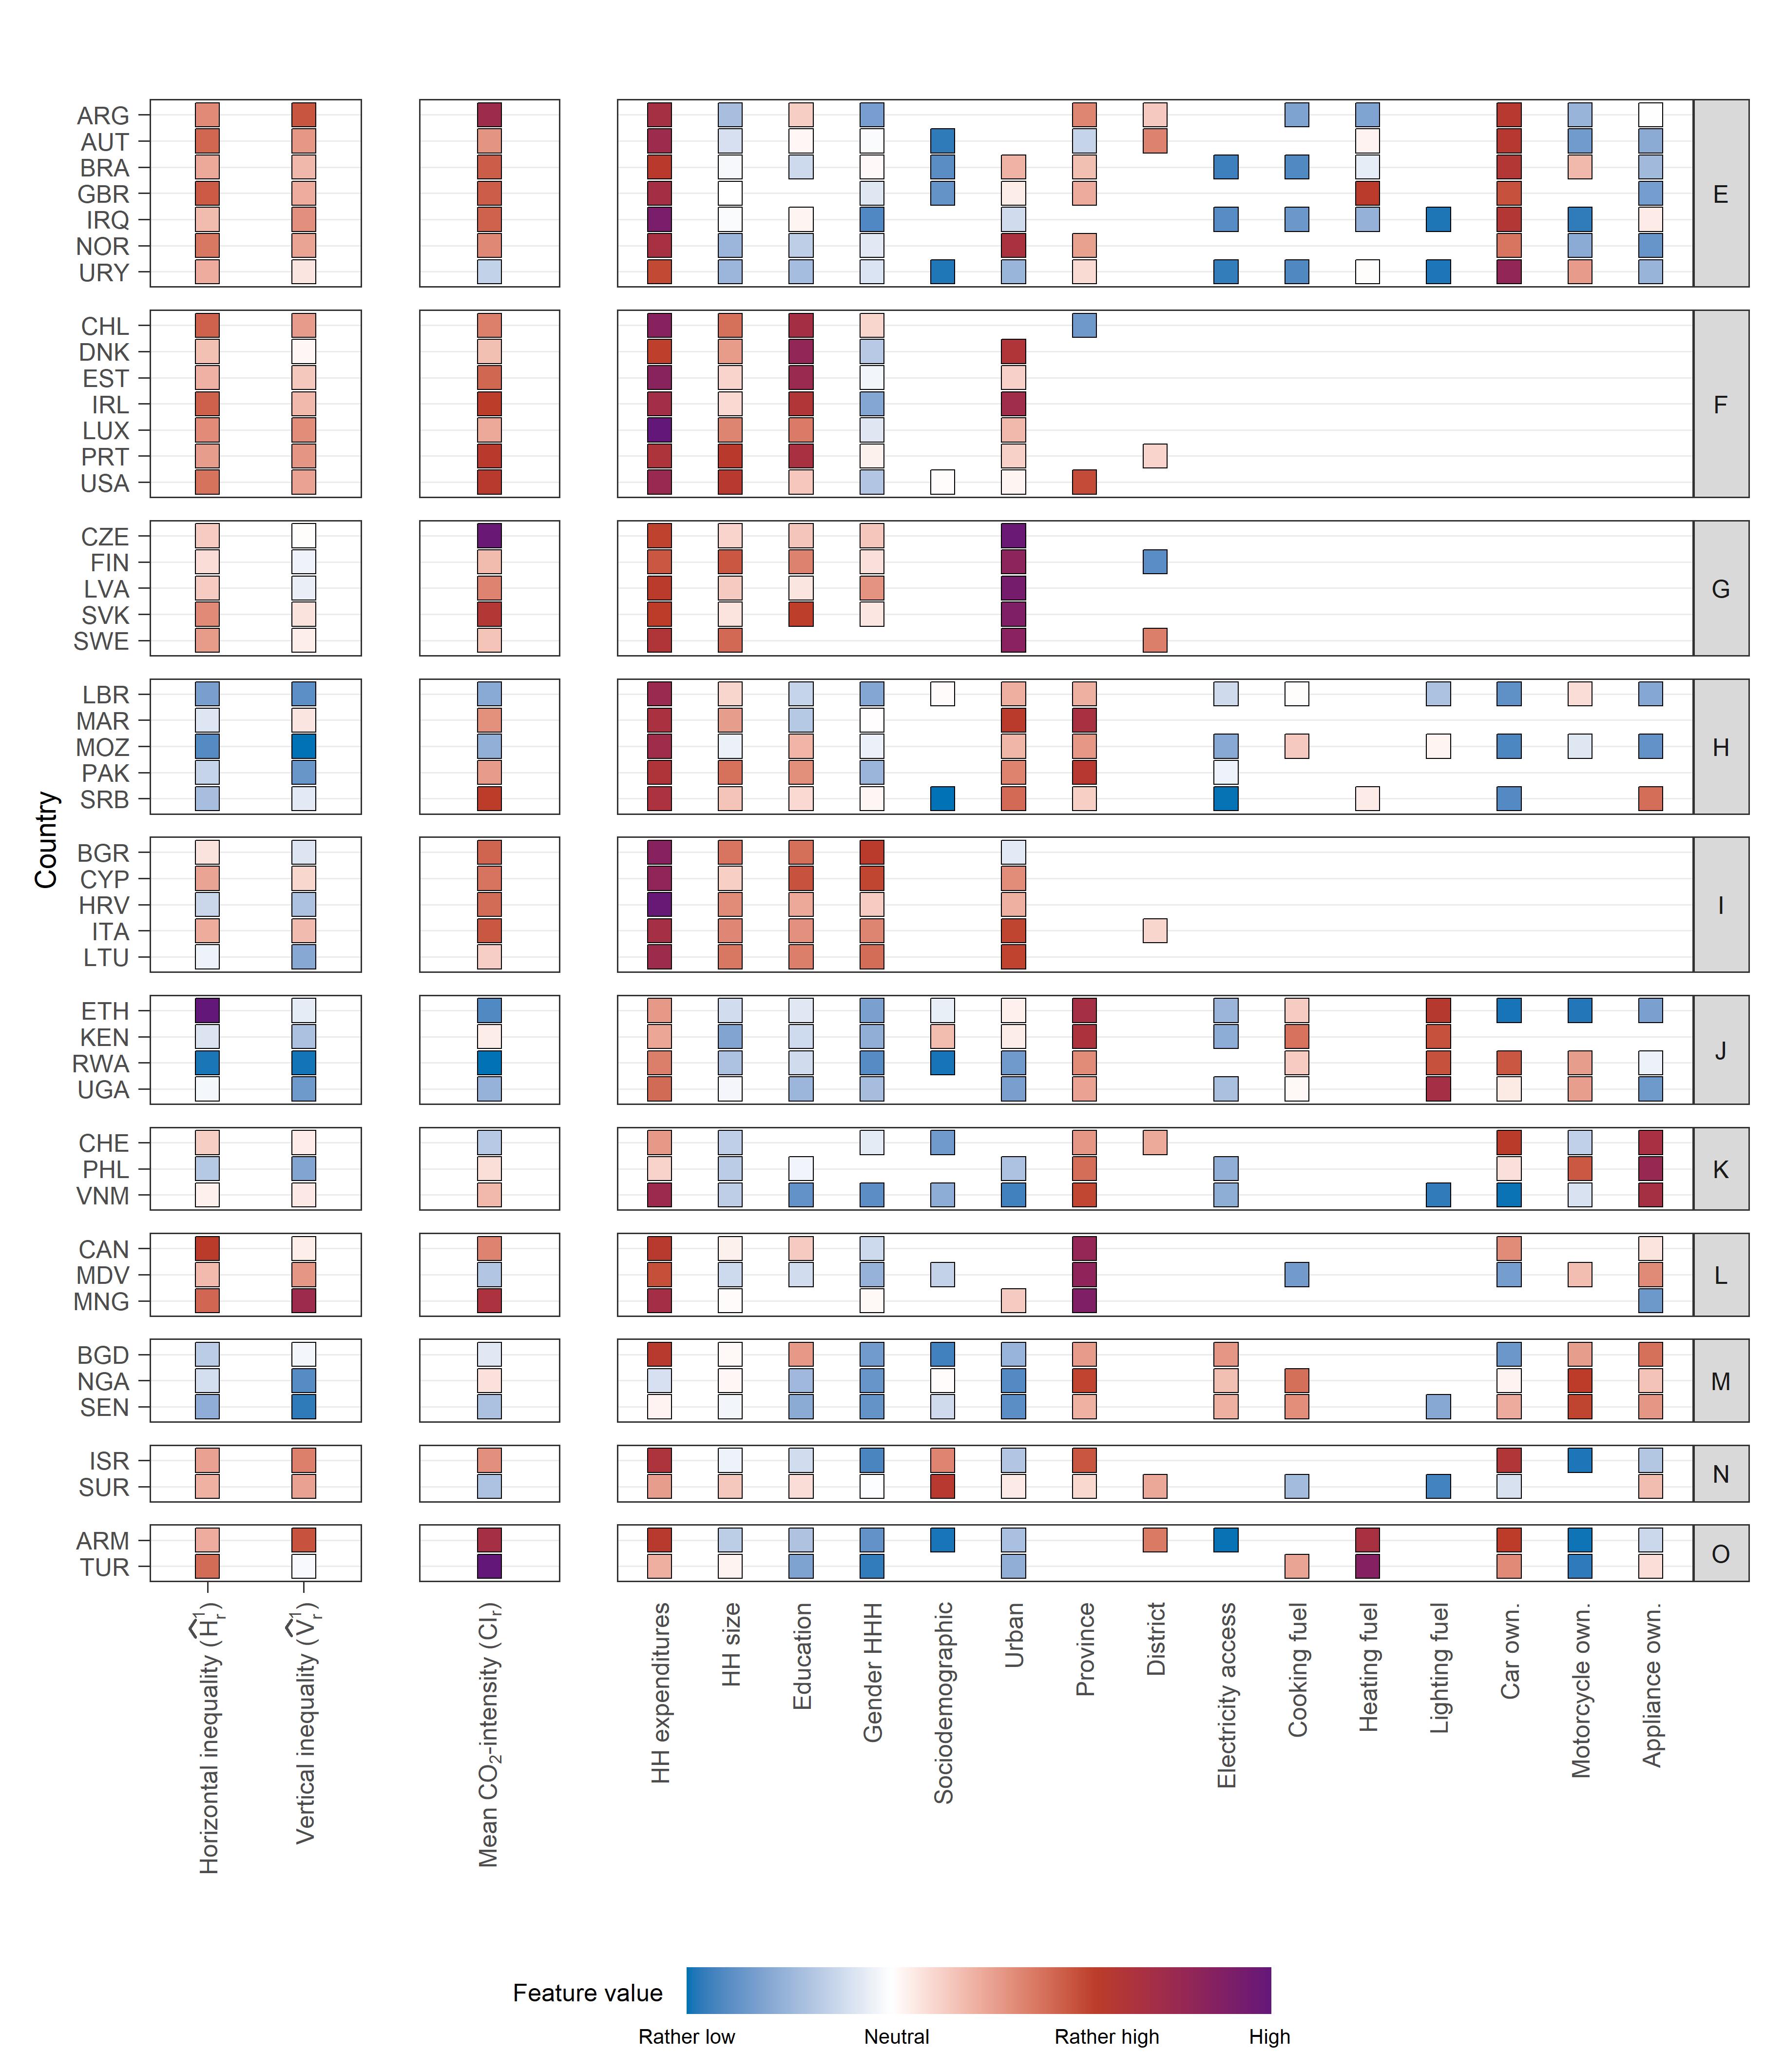 Country
ARG
AUT
BRA
GBR
IRQ
NOR
URY
E
CHL
DNK
EST
IRL
LUX
PRT
USA
F
CZE
FIN
LVA
SVK
SWE
G
LBR
MAR
MOZ
PAK
SRB
H
BGR
CYP
HRV
ITA
LTU
I
ETH
KEN
RWA
UGA
J
CHE
PHL
VNM
K
CAN
MDV
MNG
L
BGD
NGA
SEN
M
ISR
SUR
N
ARM
TUR
O
Horizontal inequality (Ĥ¹ᵣ)
Vertical inequality (V̂¹ᵣ)
Mean CO₂-intensity (CIᵣ)
HH expenditures
HH size
Education
Gender HHH
Sociodemographic
Urban
Province
District
Electricity access
Cooking fuel
Heating fuel
Lighting fuel
Car own.
Motorcycle own.
Appliance own.
Feature value
Rather low Neutral Rather high High